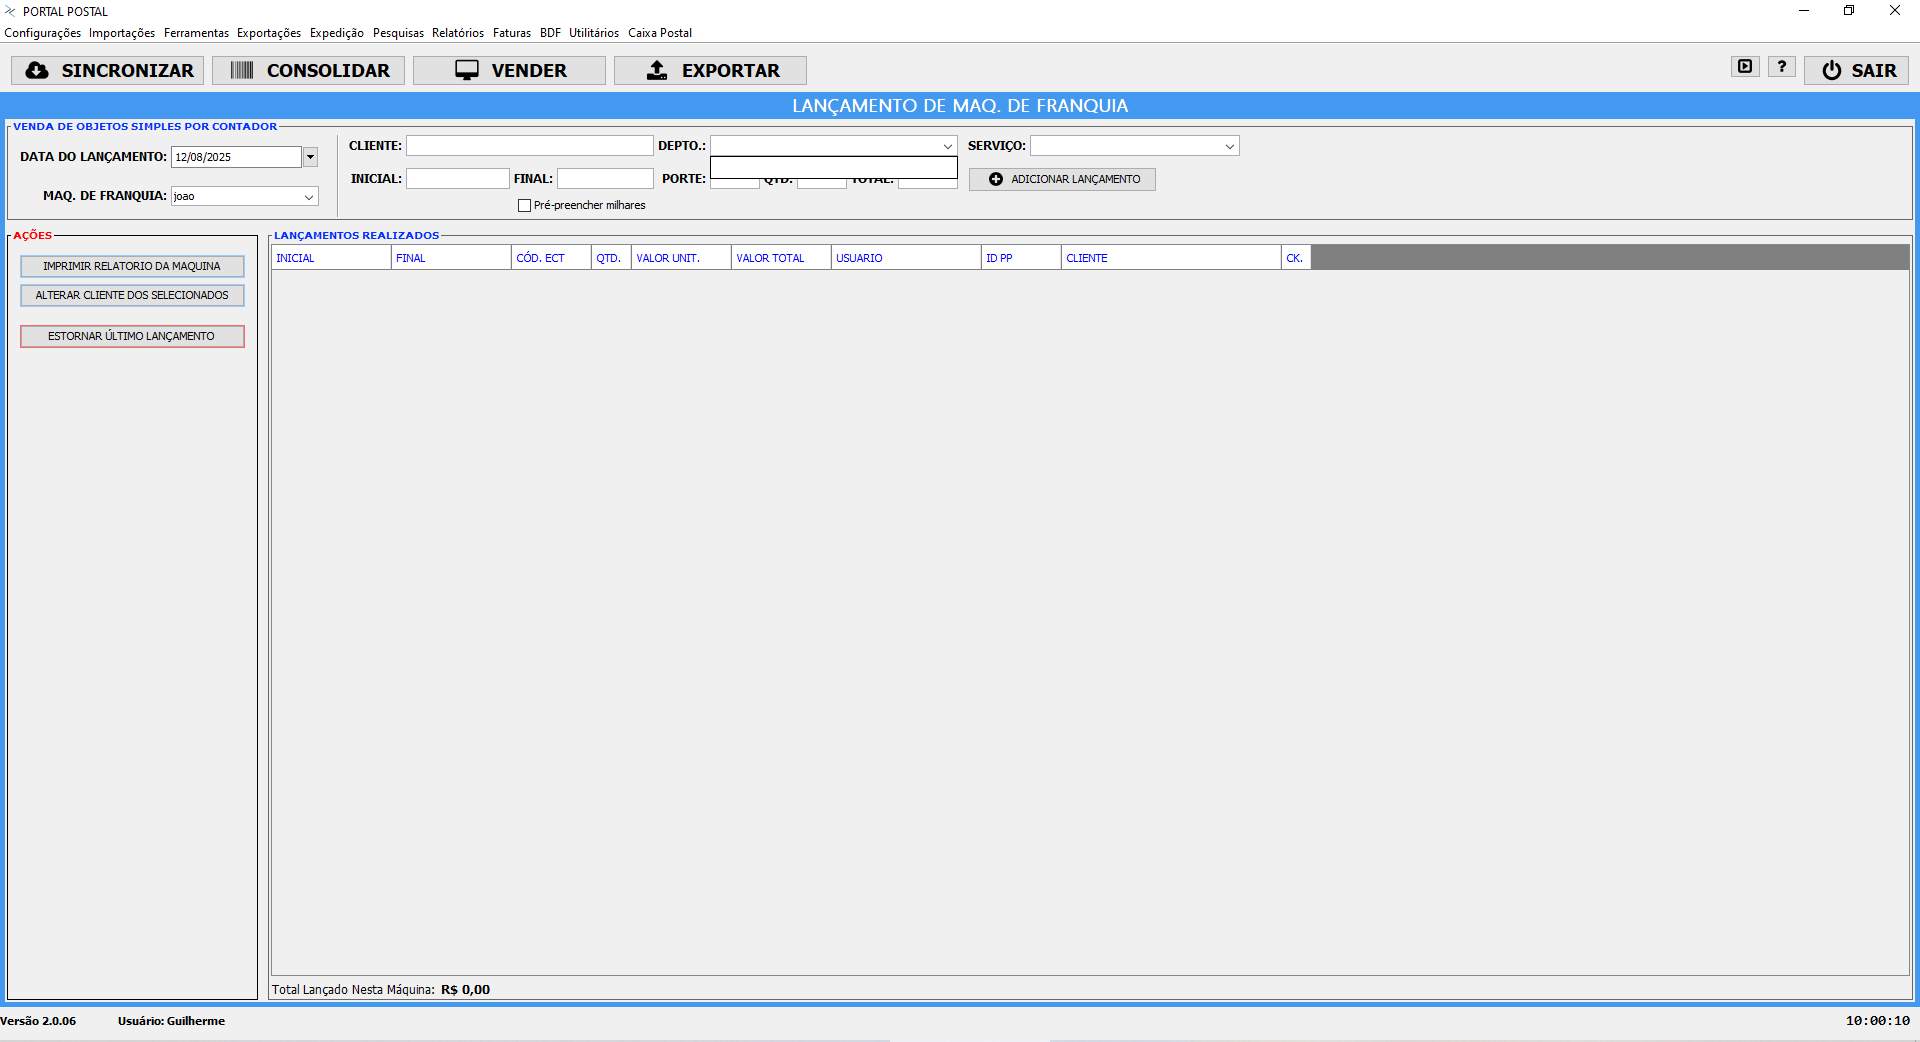 PORTAL POSTAL
Configurações Importações Ferramentas Exportações Expedição Pesquisas Relatórios Faturas BDF Utilitários Caixa Postal
SINCRONIZAR CONSOLIDAR VENDER EXPORTAR ? SAIR
LANÇAMENTO DE MAQ. DE FRANQUIA
VENDA DE OBJETOS SIMPLES POR CONTADOR
DATA DO LANÇAMENTO: 12/08/2025 CLIENTE: DEPTO.: SERVIÇO:
MAQ. DE FRANQUIA: joao INICIAL: FINAL: PORTE: QTD.: TOTAL: ADICIONAR LANÇAMENTO
Pré-preencher milhares
AÇÕES
IMPRIMIR RELATORIO DA MAQUINA
ALTERAR CLIENTE DOS SELECIONADOS
ESTORNAR ÚLTIMO LANÇAMENTO
LANÇAMENTOS REALIZADOS
INICIAL FINAL CÓD. ECT QTD. VALOR UNIT. VALOR TOTAL USUARIO ID PP CLIENTE CK.
Total Lançado Nesta Máquina: R$ 0,00
Versão 2.0.06 Usuário: Guilherme 10:00:10